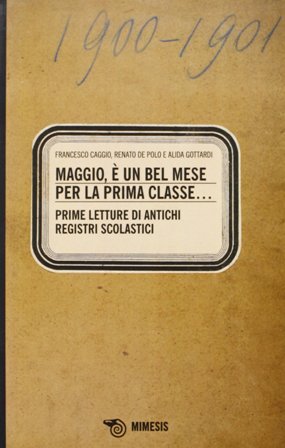 1900-1901
FRANCESCO CAGGIO, RENATO DE POLO E ALIDA GOTTARDI
MAGGIO, È UN BEL MESE
PER LA PRIMA CLASSE...
PRIME LETTURE DI ANTICHI
REGISTRI SCOLASTICI
MIMESIS